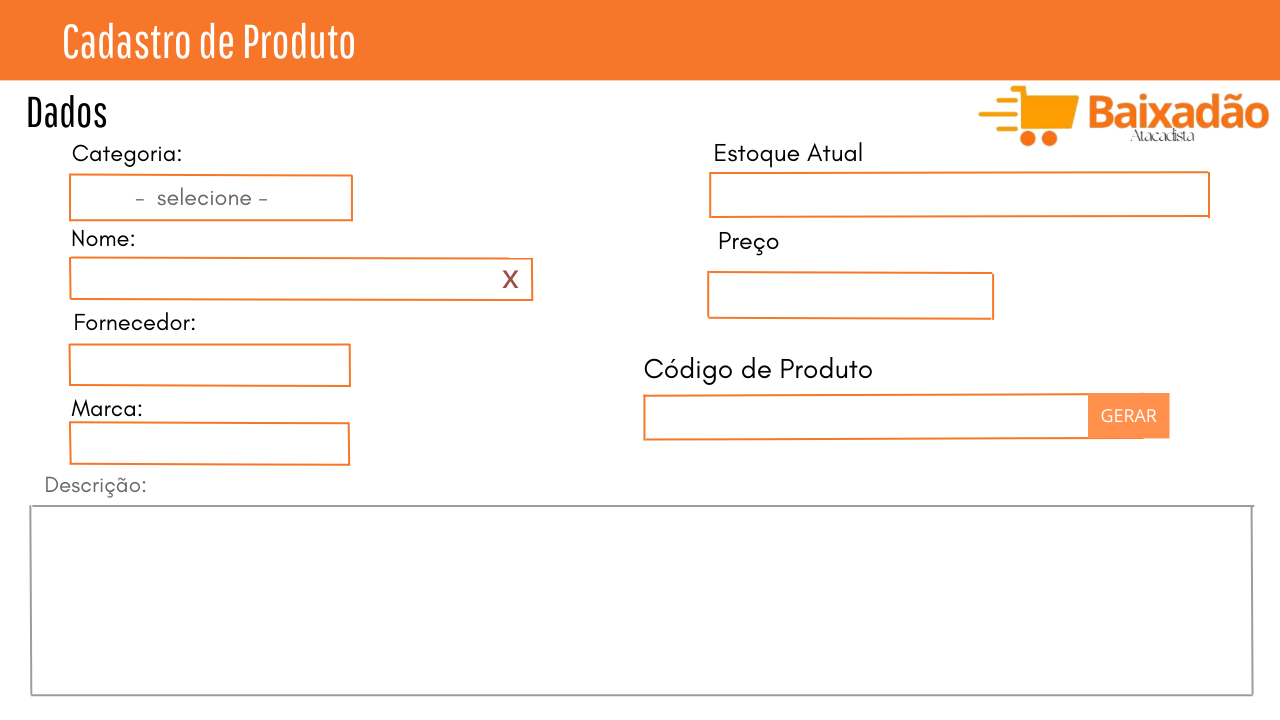 Cadastro de Produto
Dados
Baixadão
Atacadista
Categoria:
- selecione -
Nome:
X
Fornecedor:
Marca:
Estoque Atual
Preço
Código de Produto
GERAR
Descrição: